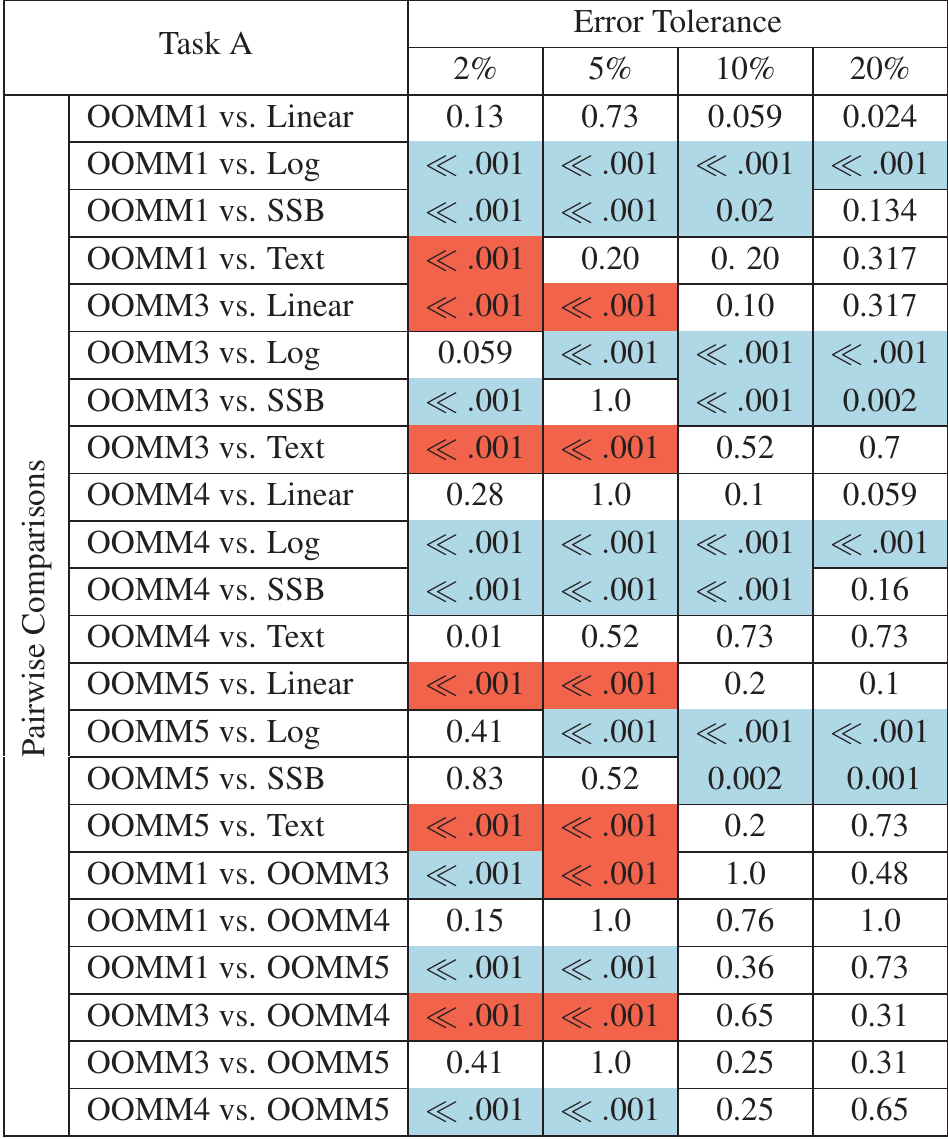 Task A
Error Tolerance
2% 5% 10% 20%
Pairwise Comparisons
OOMM1 vs. Linear 0.13 0.73 0.059 0.024
OOMM1 vs. Log ≪ .001 ≪ .001 ≪ .001 ≪ .001
OOMM1 vs. SSB ≪ .001 ≪ .001 0.02 0.134
OOMM1 vs. Text ≪ .001 0.20 0. 20 0.317
OOMM3 vs. Linear ≪ .001 ≪ .001 0.10 0.317
OOMM3 vs. Log 0.059 ≪ .001 ≪ .001 ≪ .001
OOMM3 vs. SSB ≪ .001 1.0 ≪ .001 0.002
OOMM3 vs. Text ≪ .001 ≪ .001 0.52 0.7
OOMM4 vs. Linear 0.28 1.0 0.1 0.059
OOMM4 vs. Log ≪ .001 ≪ .001 ≪ .001 ≪ .001
OOMM4 vs. SSB ≪ .001 ≪ .001 ≪ .001 0.16
OOMM4 vs. Text 0.01 0.52 0.73 0.73
OOMM5 vs. Linear ≪ .001 ≪ .001 0.2 0.1
OOMM5 vs. Log 0.41 ≪ .001 ≪ .001 ≪ .001
OOMM5 vs. SSB 0.83 0.52 0.002 0.001
OOMM5 vs. Text ≪ .001 ≪ .001 0.2 0.73
OOMM1 vs. OOMM3 ≪ .001 ≪ .001 1.0 0.48
OOMM1 vs. OOMM4 0.15 1.0 0.76 1.0
OOMM1 vs. OOMM5 ≪ .001 ≪ .001 0.36 0.73
OOMM3 vs. OOMM4 ≪ .001 ≪ .001 0.65 0.31
OOMM3 vs. OOMM5 0.41 1.0 0.25 0.31
OOMM4 vs. OOMM5 ≪ .001 ≪ .001 0.25 0.65